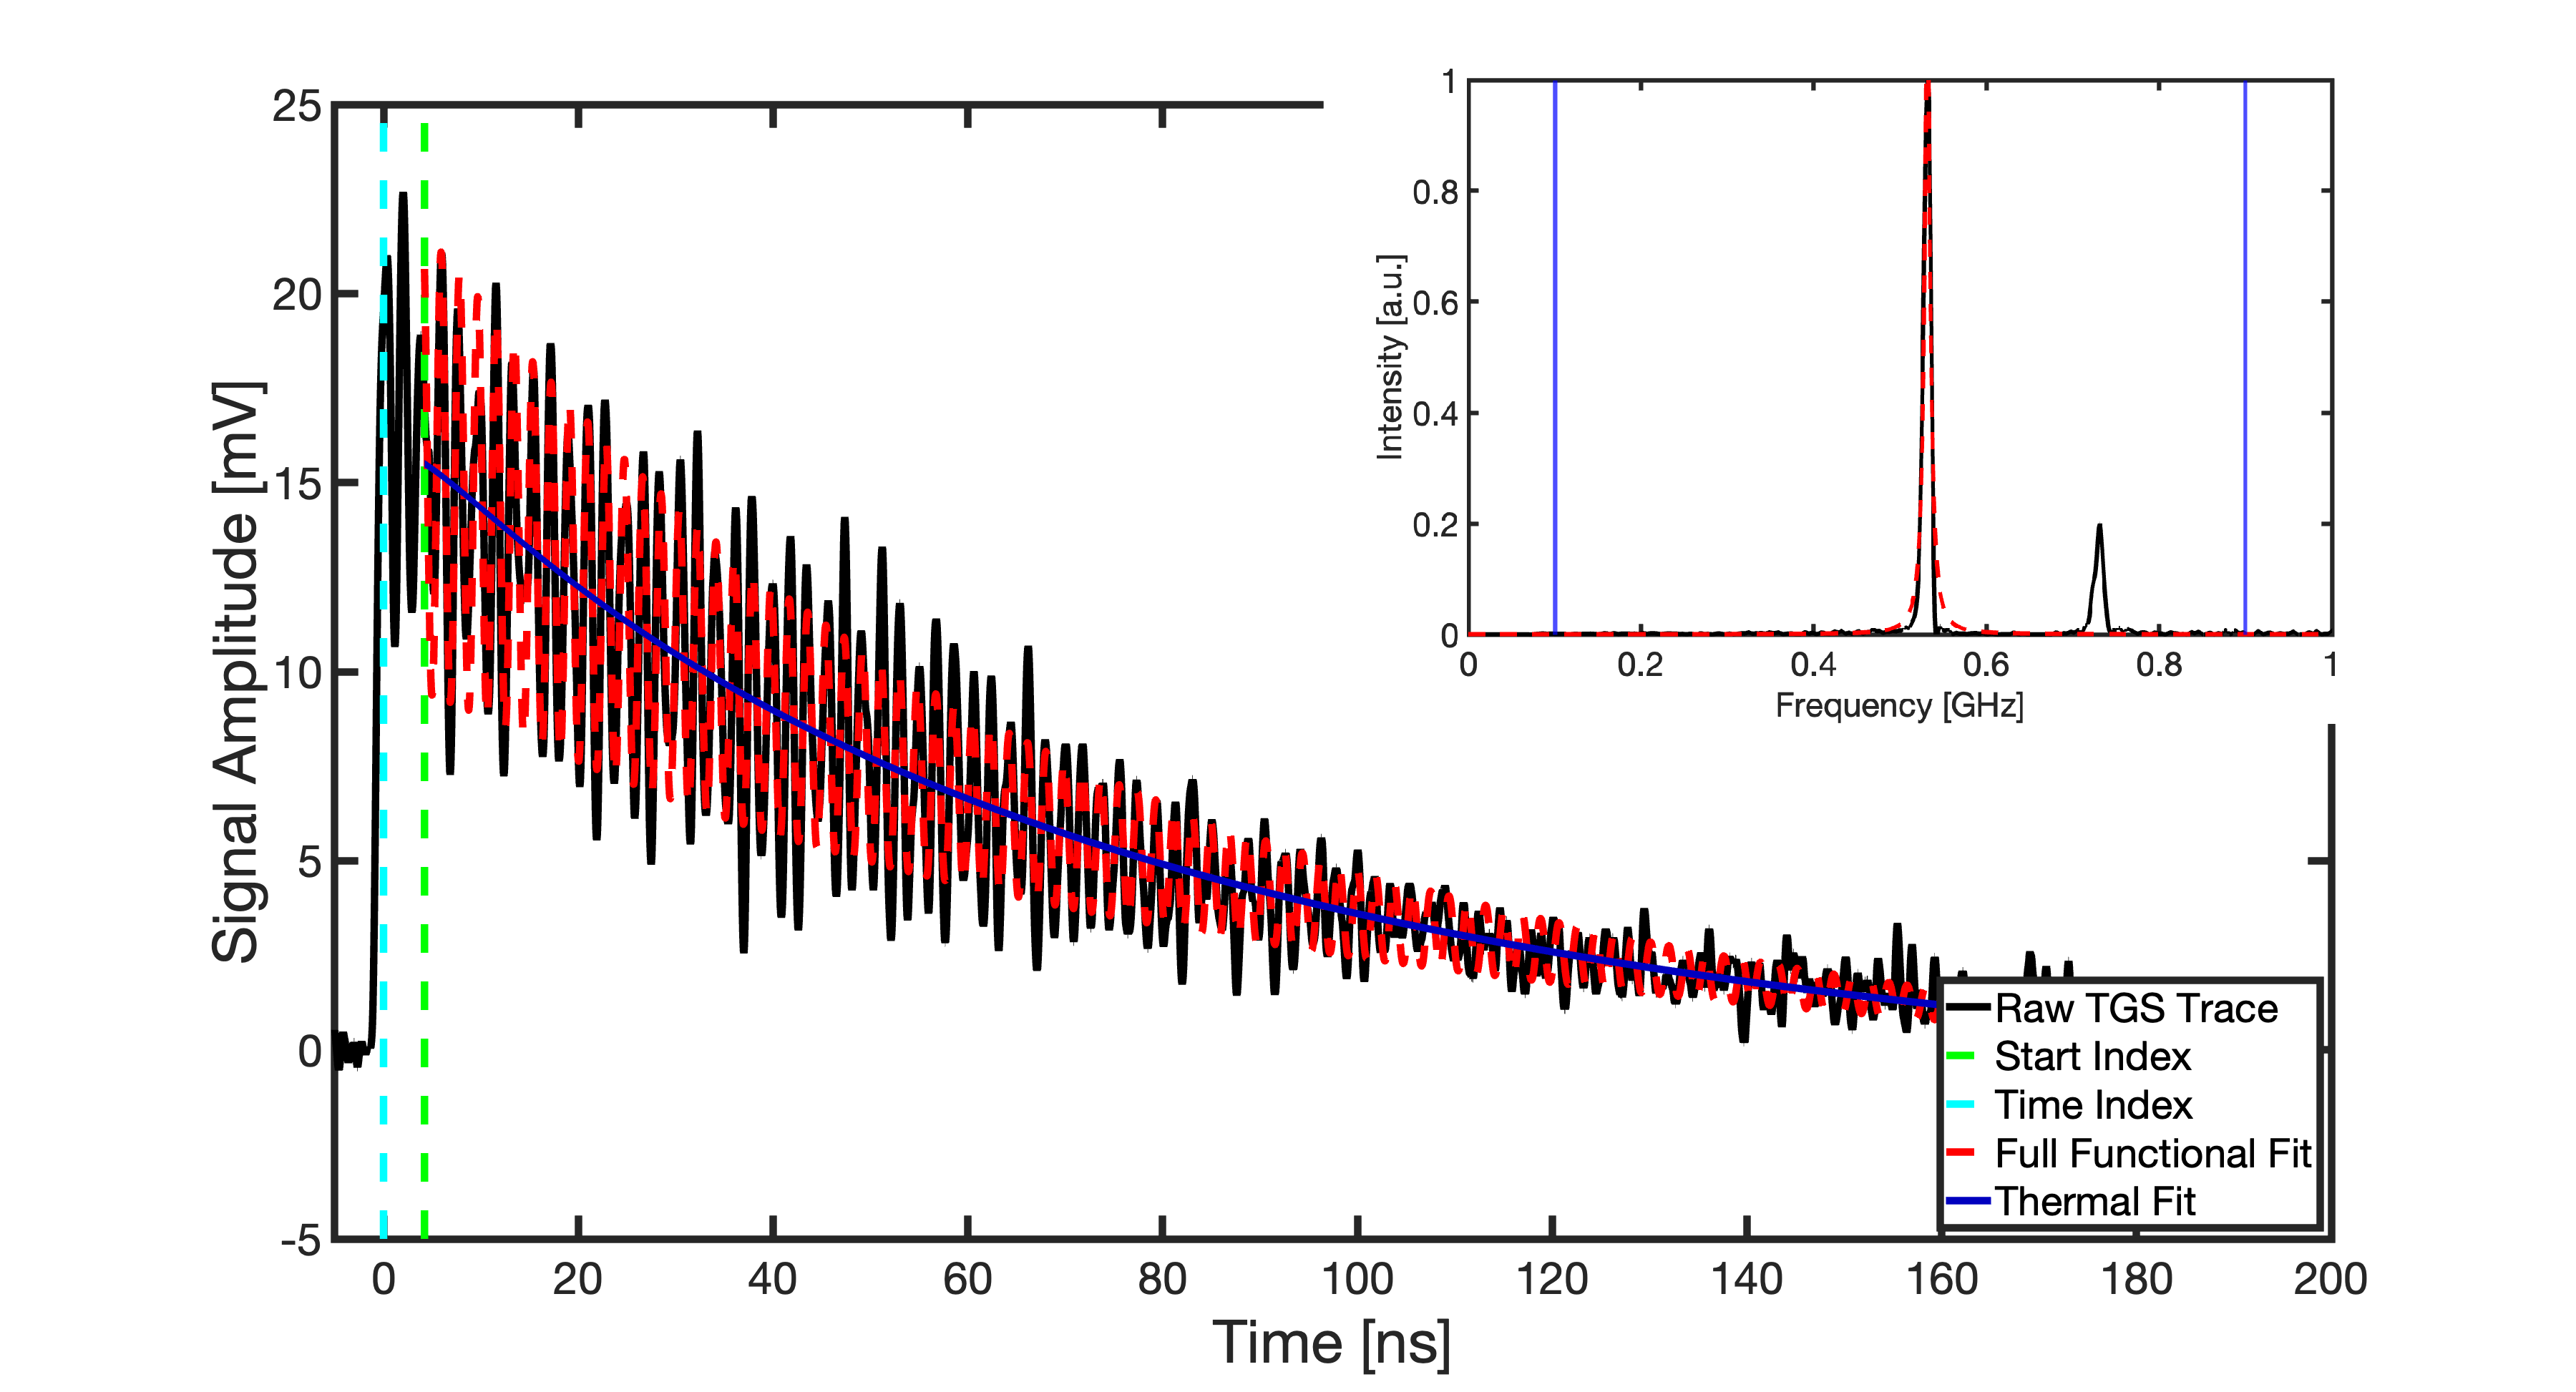 25
20
15
10
5
0
-5
Signal Amplitude [mV]
0 20 40 60 80 100 120 140 160 180 200
Time [ns]
1
0.8
0.6
0.4
0.2
0
Intensity [a.u.]
0 0.2 0.4 0.6 0.8 1
Frequency [GHz]
Raw TGS Trace
Start Index
Time Index
Full Functional Fit
Thermal Fit